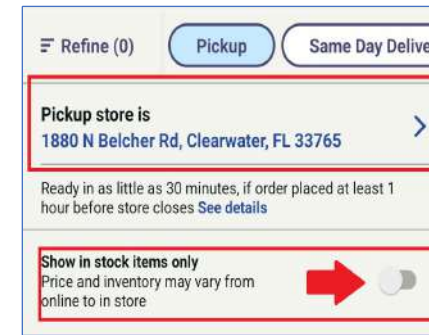 Refine (0) Pickup Same Day Delive
Pickup store is
1880 N Belcher Rd, Clearwater, FL 33765
Ready in as little as 30 minutes, if order placed at least 1
hour before store closes See details
Show in stock items only
Price and inventory may vary from
online to in store